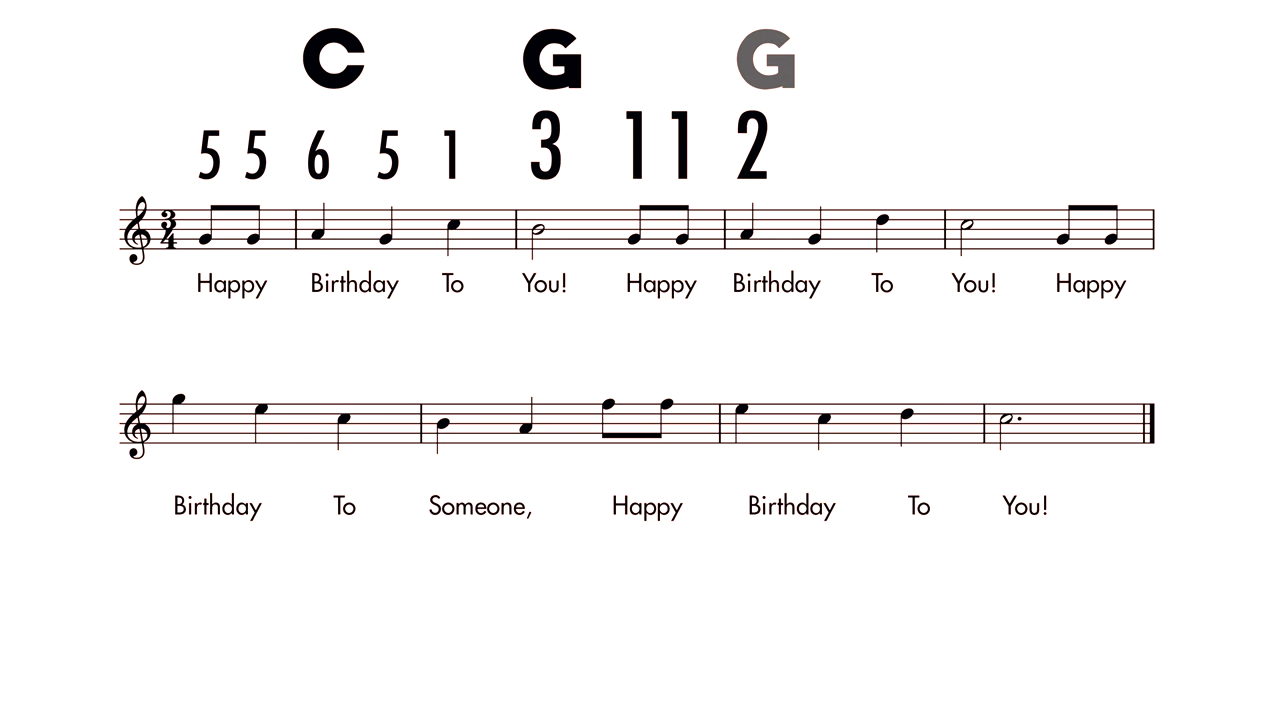 C G G
5 5 6 5 1 3 1 1 2
3
4
Happy Birthday To You! Happy Birthday To You! Happy
Birthday To Someone, Happy Birthday To You!